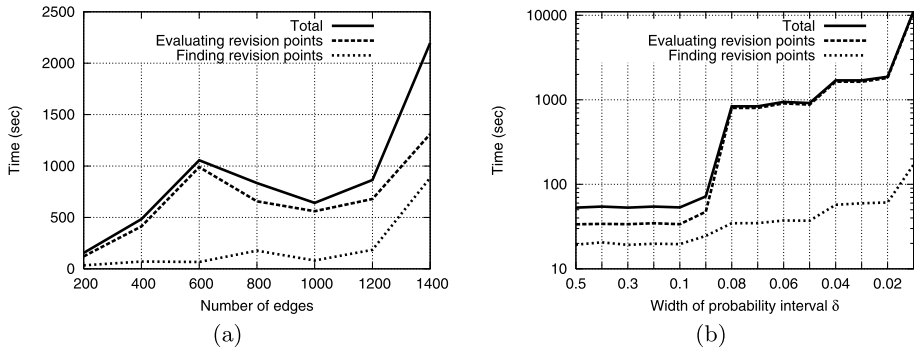 2500
2000
1500
1000
500
0
Time (sec)
Total
Evaluating revision points
Finding revision points
200 400 600 800 1000 1200 1400
Number of edges
(a)
10000
1000
100
10
Time (sec)
Total
Evaluating revision points
Finding revision points
0.5 0.3 0.1 0.08 0.06 0.04 0.02
Width of probability interval δ
(b)